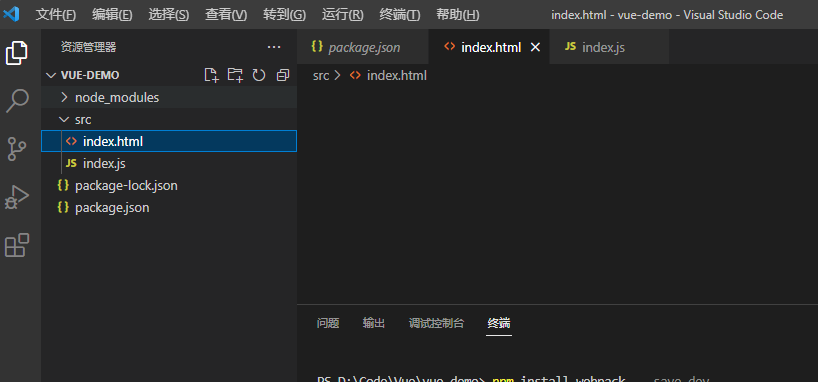 文件(F) 编辑(E) 选择(S) 查看(V) 转到(G) 运行(R) 终端(T) 帮助(H) index.html - vue-demo - Visual Studio Code
资源管理器 ...
package.json index.html index.js
VUE-DEMO
src > index.html
node_modules
src
index.html
JS index.js
package-lock.json
package.json
问题 输出 调试控制台 终端
PS D:\Code\Vue\vue-demo> npm install webpack --save-dev